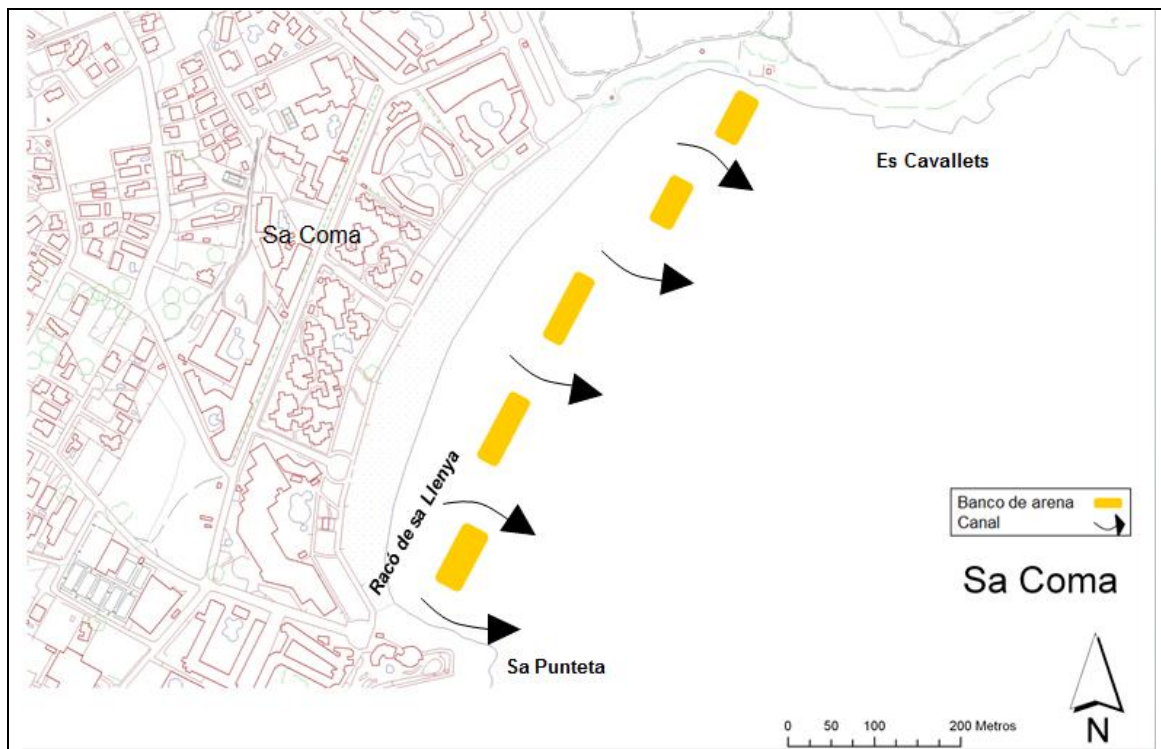 Es Cavallets
Sa Coma
Racó de sa Llenya
Banco de arena
Canal
Sa Coma
Sa Punteta
0 50 100 200 Metros
N